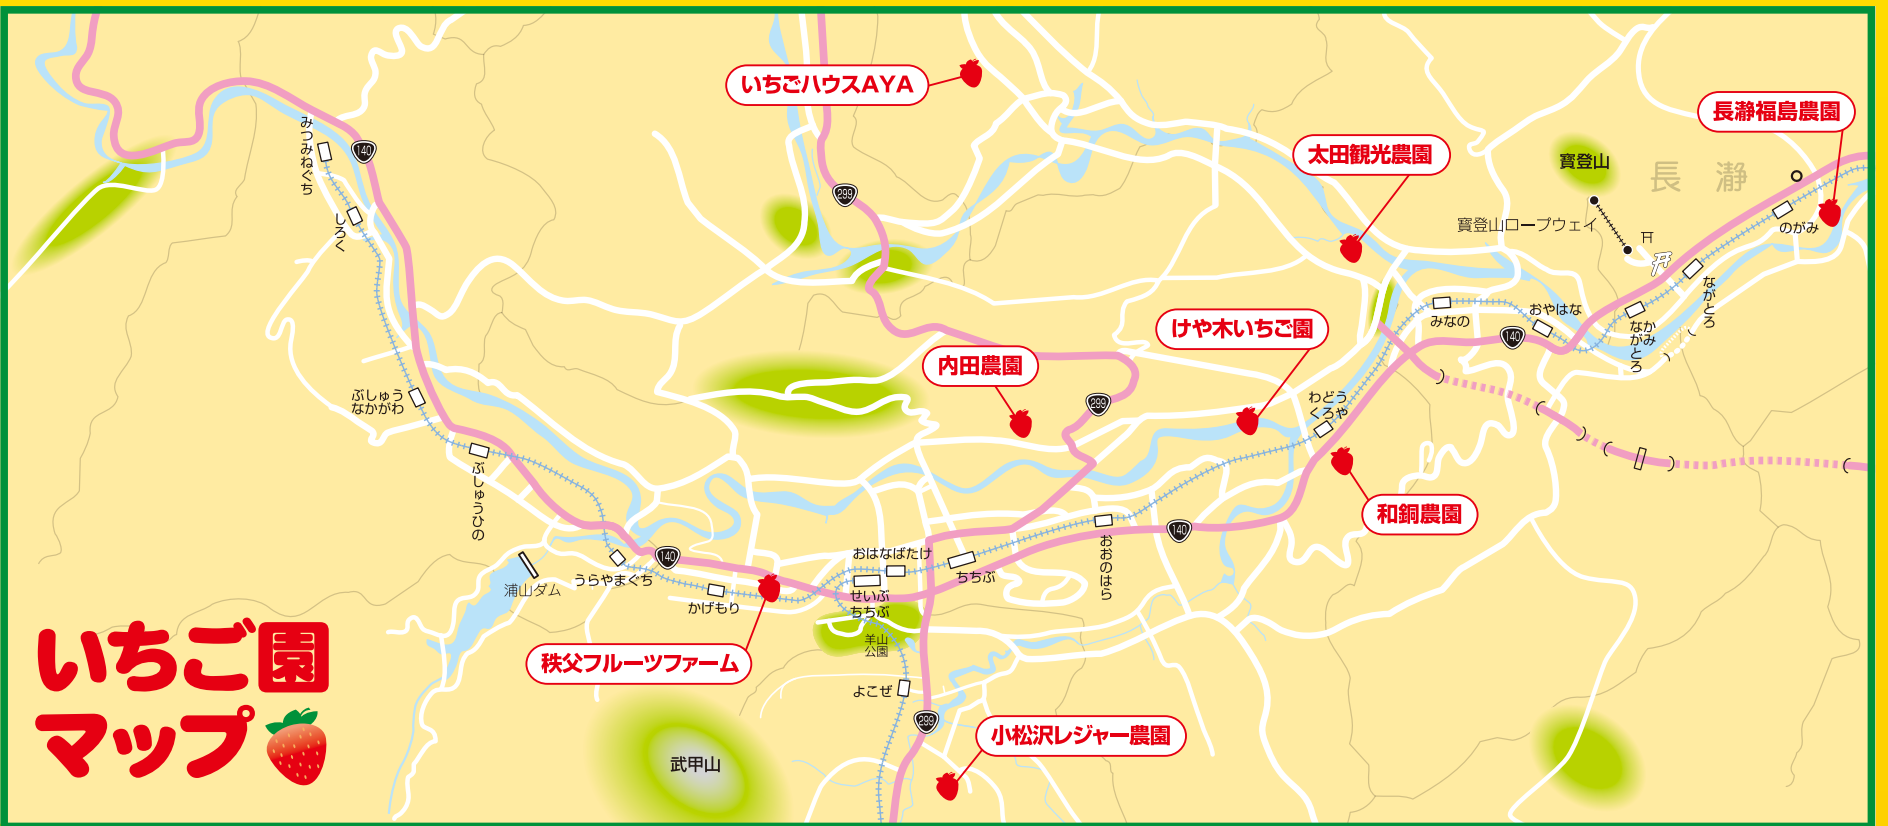 いちごハウスAYA
長瀞福島農園
太田観光農園
寶登山
長 瀞
みつみねぐち
140
299
しろく
寶登山ロープウェイ
のがみ
ながとろ
けや木いちご園
みなの
おやはな
かみ
ながとろ
140
内田農園
299
わどう
くろや
ぶしゅう
なかがわ
ぶしゅうひの
和銅農園
140
おおのはら
140
おはなばたけ
ちちぶ
うらやまぐち
浦山ダム
かげもり
せいぶ
ちちぶ
羊山
公園
秩父フルーツファーム
よこぜ
299
小松沢レジャー農園
武甲山
いちご園
マップ